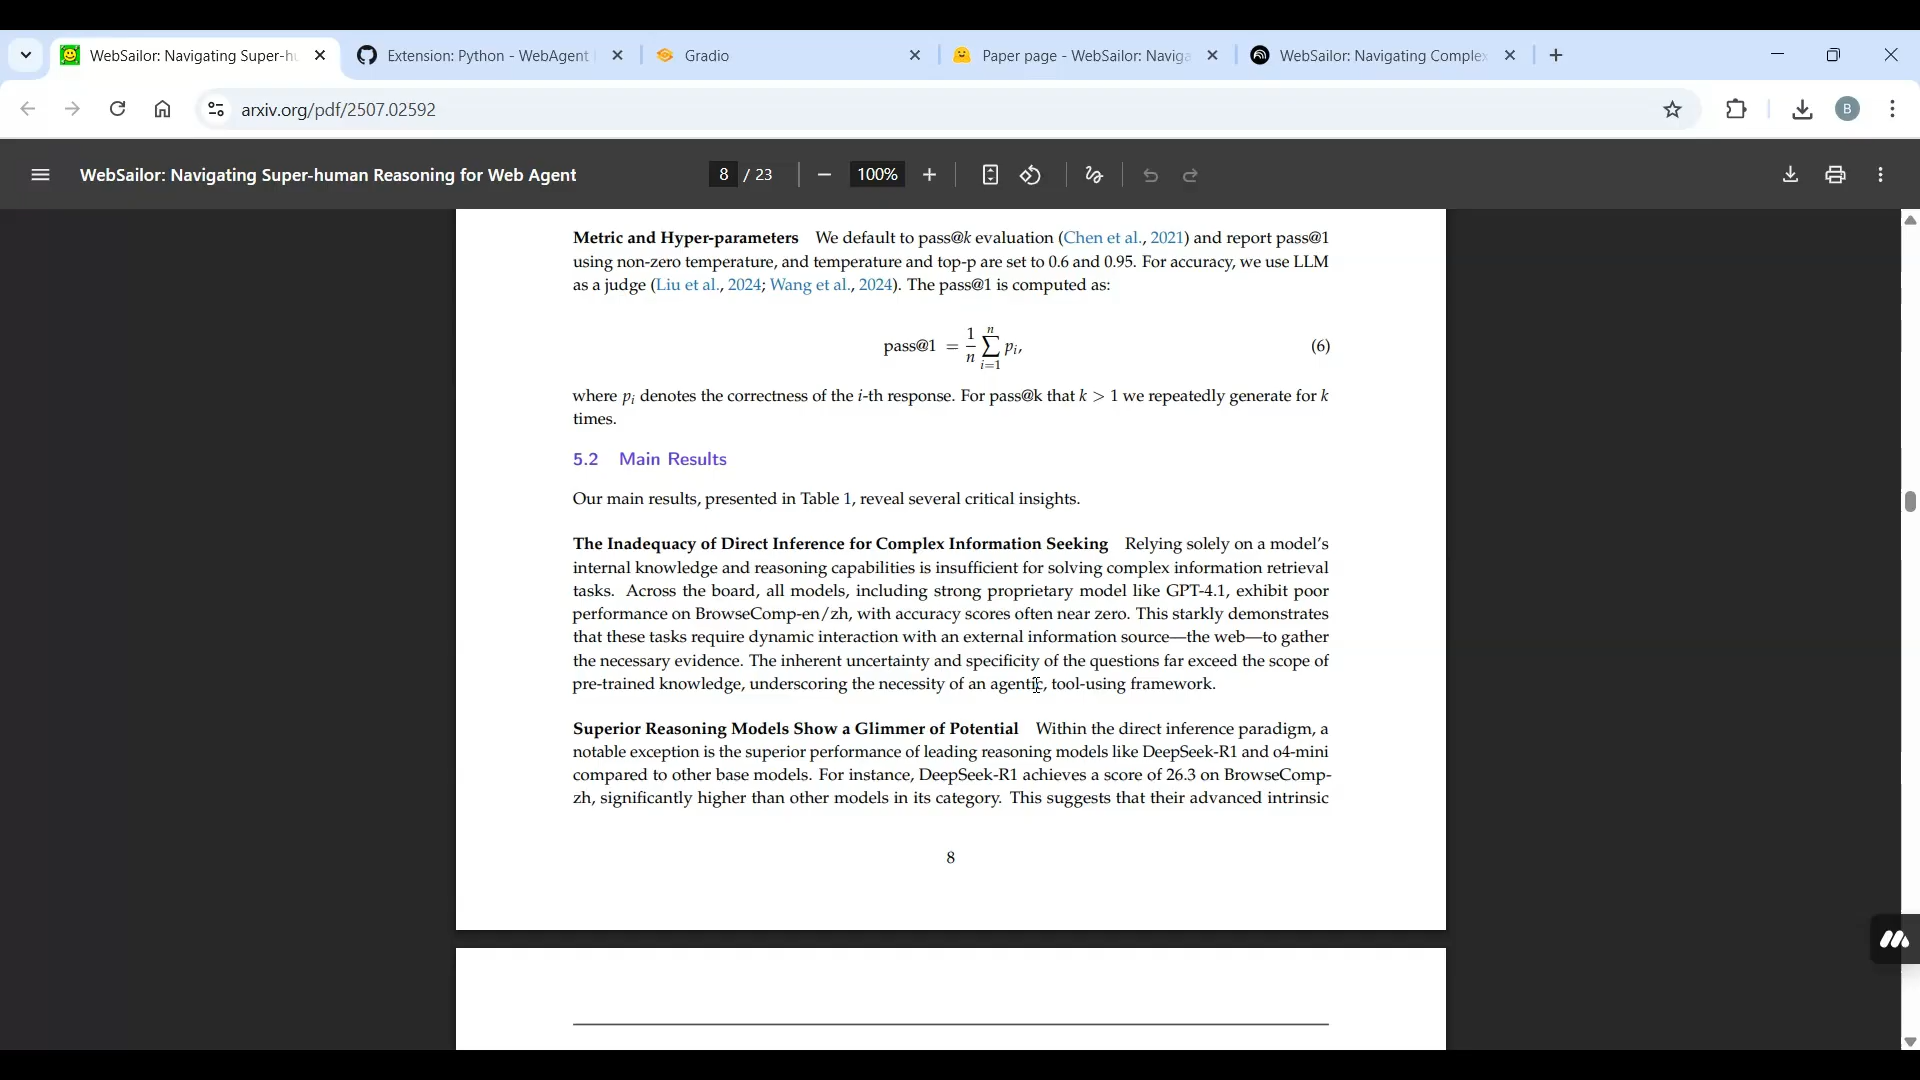 WebSailor: Navigating Super-hu
Extension: Python - WebAgent
Gradio
Paper page - WebSailor: Naviga
WebSailor: Navigating Complex
arxiv.org/pdf/2507.02592
B
WebSailor: Navigating Super-human Reasoning for Web Agent
8 / 23
100%
Metric and Hyper-parameters We default to pass@k evaluation (Chen et al., 2021) and report pass@1
using non-zero temperature, and temperature and top-p are set to 0.6 and 0.95. For accuracy, we use LLM
as a judge (Liu et al., 2024; Wang et al., 2024). The pass@1 is computed as:
pass@1 = 1/n ∑_{i=1}^{n} p_i, (6)
where p_i denotes the correctness of the i-th response. For pass@k that k > 1 we repeatedly generate for k
times.
5.2 Main Results
Our main results, presented in Table 1, reveal several critical insights.
The Inadequacy of Direct Inference for Complex Information Seeking Relying solely on a model's
internal knowledge and reasoning capabilities is insufficient for solving complex information retrieval
tasks. Across the board, all models, including strong proprietary model like GPT-4.1, exhibit poor
performance on BrowseComp-en/zh, with accuracy scores often near zero. This starkly demonstrates
that these tasks require dynamic interaction with an external information source—the web—to gather
the necessary evidence. The inherent uncertainty and specificity of the questions far exceed the scope of
pre-trained knowledge, underscoring the necessity of an agentic, tool-using framework.
Superior Reasoning Models Show a Glimmer of Potential Within the direct inference paradigm, a
notable exception is the superior performance of leading reasoning models like DeepSeek-R1 and o4-mini
compared to other base models. For instance, DeepSeek-R1 achieves a score of 26.3 on BrowseComp-
zh, significantly higher than other models in its category. This suggests that their advanced intrinsic
8